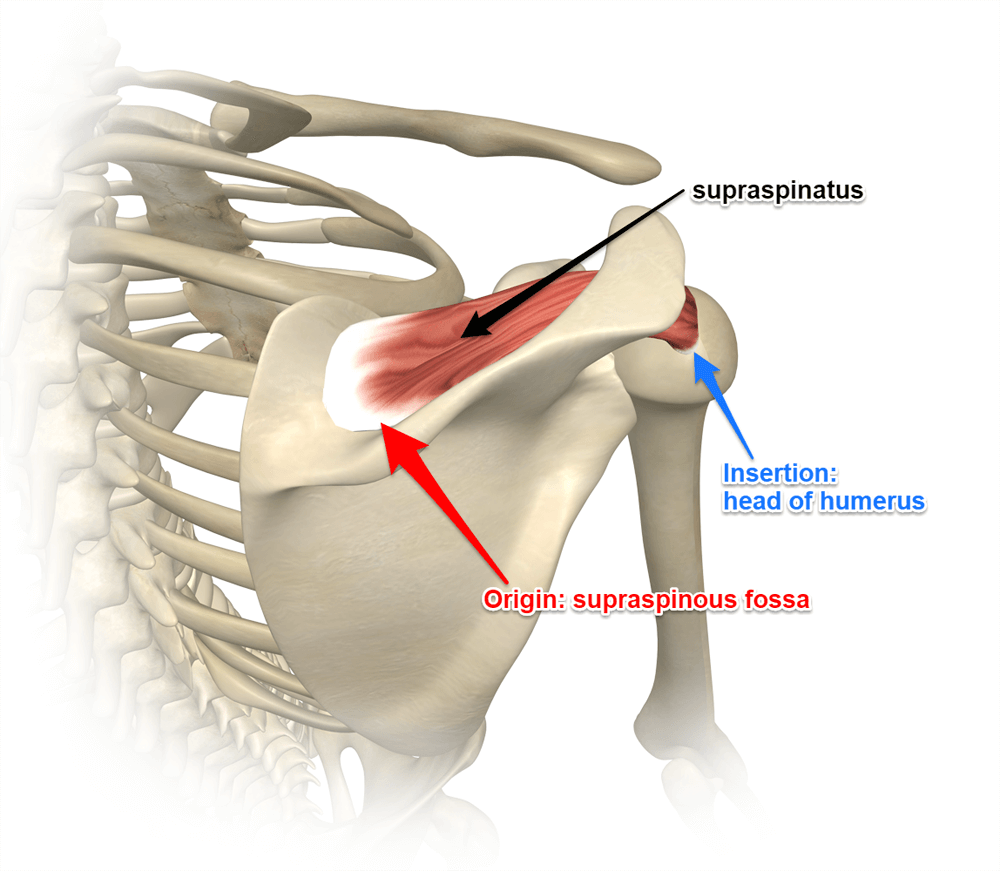 supraspinatus
Insertion:
head of humerus
Origin: supraspinous fossa